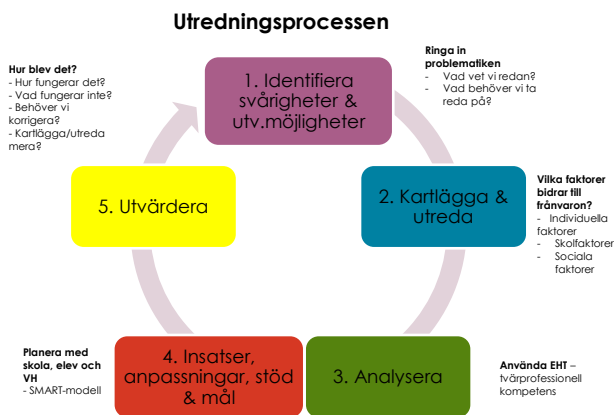 Utredningsprocessen
Hur blev det?
- Hur fungerar det?
- Vad fungerar inte?
- Behöver vi
korrigera?
- Kartlägga/utreda
mera?
1. Identifiera
svårigheter &
utv.möjligheter
Ringa in
problematiken
- Vad vet vi redan?
- Vad behöver vi ta
reda på?
2. Kartlägga &
utreda
Vilka faktorer
bidrar till
frånvaron?
- Individuella
faktorer
- Skolfaktorer
- Sociala
faktorer
3. Analysera
Använda EHT –
tvärprofessionell
kompetens
4. Insatser,
anpassningar, stöd
& mål
Planera med
skola, elev och
VH
- SMART-modell
5. Utvärdera